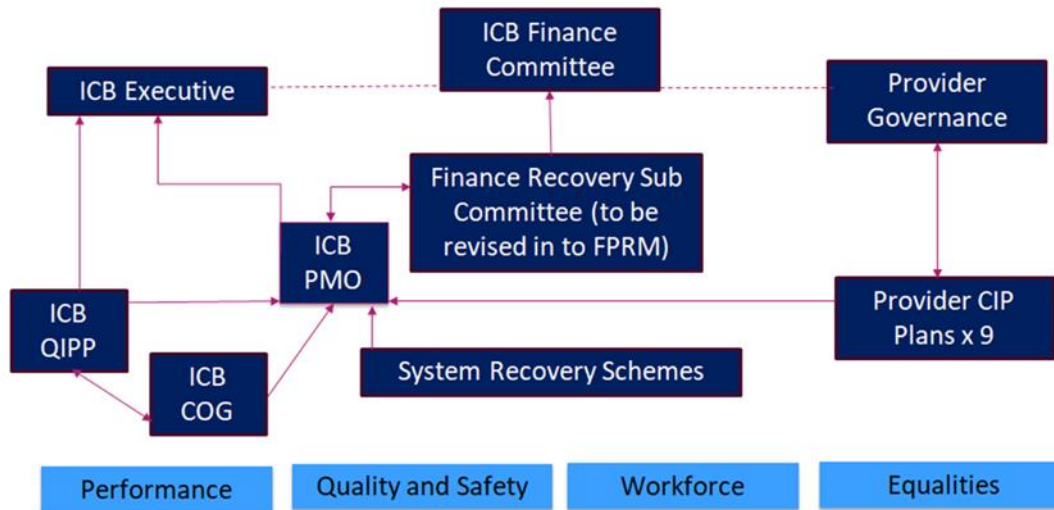 ICB Finance
Committee
ICB Executive
Provider
Governance
Finance Recovery Sub
Committee (to be
revised in to FPRM)
ICB
PMO
ICB
QIPP
Provider CIP
Plans x 9
ICB
COG
System Recovery Schemes
Performance
Quality and Safety
Workforce
Equalities